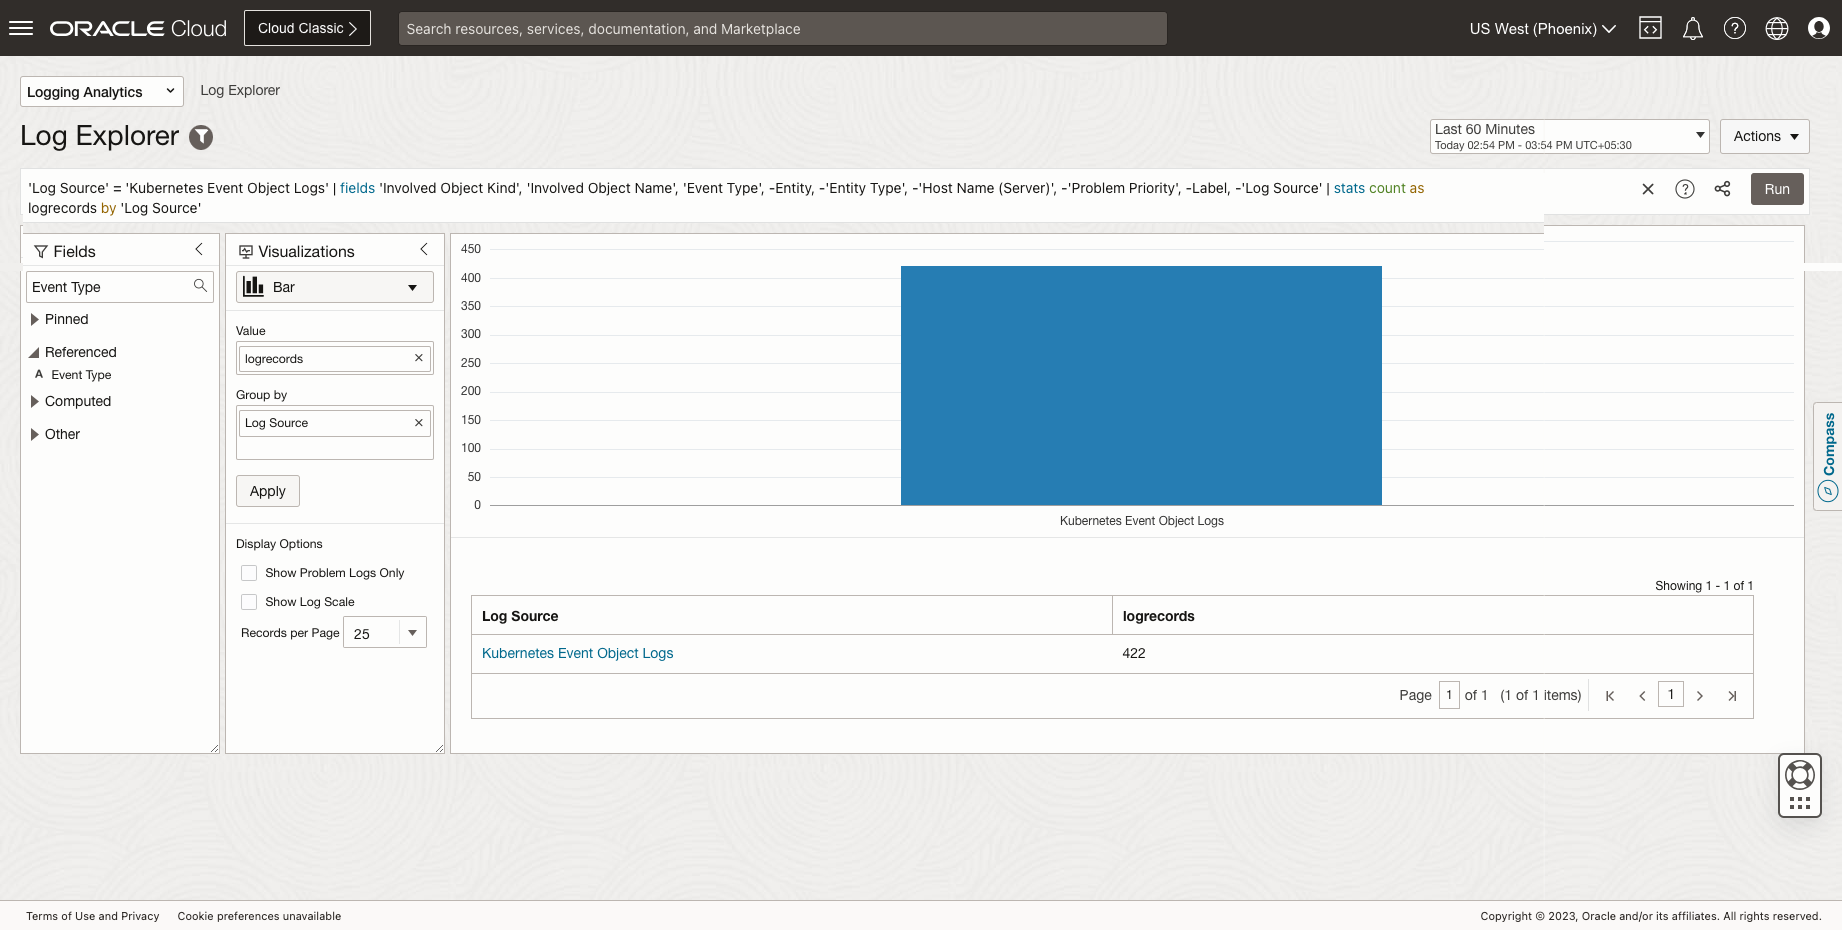 ORACLE Cloud
Cloud Classic
Search resources, services, documentation, and Marketplace
US West (Phoenix)
Logging Analytics
Log Explorer
Log Explorer
Last 60 Minutes
Today 02:54 PM - 03:54 PM UTC+05:30
Actions
'Log Source' = 'Kubernetes Event Object Logs' | fields 'Involved Object Kind', 'Involved Object Name', 'Event Type', -Entity, -'Entity Type', -'Host Name (Server)', -'Problem Priority', -Label, -'Log Source' | stats count as
logrecords by 'Log Source'
Run
Fields
Event Type
Pinned
Referenced
A Event Type
Computed
Other
Visualizations
Bar
Value
logrecords
Group by
Log Source
Apply
Display Options
Show Problem Logs Only
Show Log Scale
Records per Page 25
450
400
350
300
250
200
150
100
50
0
Kubernetes Event Object Logs
Showing 1 - 1 of 1
Log Source logrecords
Kubernetes Event Object Logs 422
Page 1 of 1 (1 of 1 items) 1
Compass
Terms of Use and Privacy Cookie preferences unavailable
Copyright © 2023, Oracle and/or its affiliates. All rights reserved.